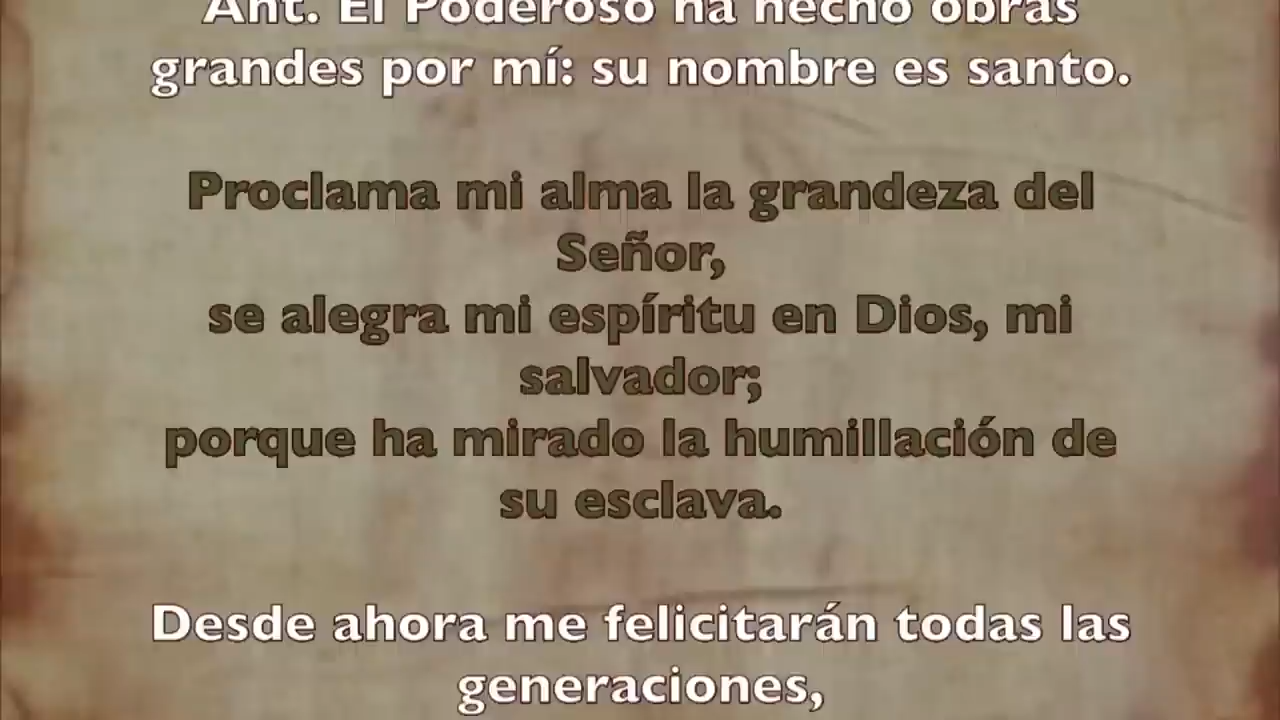 Ant. El Poderoso ha hecho obras
grandes por mí: su nombre es santo.
Proclama mi alma la grandeza del
Señor,
se alegra mi espíritu en Dios, mi
salvador;
porque ha mirado la humillación de
su esclava.
Desde ahora me felicitarán todas las
generaciones,